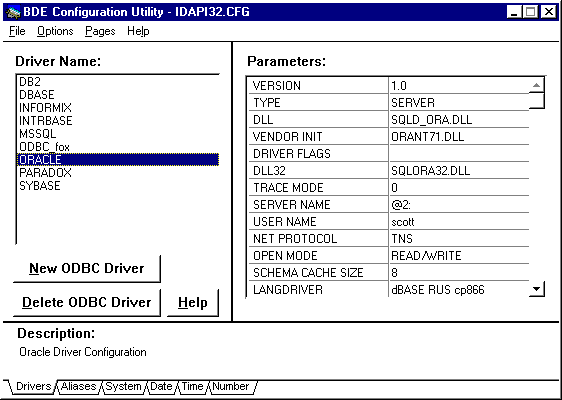 BDE Configuration Utility - IDAPI32.CFG
File Options Pages Help
Driver Name:
DB2
DBASE
INFORMIX
INTRBASE
MSSQL
ODBC_fox
ORACLE
PARADOX
SYBASE
New ODBC Driver
Delete ODBC Driver Help
Parameters:
VERSION 1.0
TYPE SERVER
DLL SQLD_ORA.DLL
VENDOR INIT ORANT71.DLL
DRIVER FLAGS
DLL32 SQLORA32.DLL
TRACE MODE 0
SERVER NAME @2:
USER NAME scott
NET PROTOCOL TNS
OPEN MODE READ/WRITE
SCHEMA CACHE SIZE 8
LANGDRIVER dBASE RUS cp866
Description:
Oracle Driver Configuration
Drivers Aliases System Date Time Number